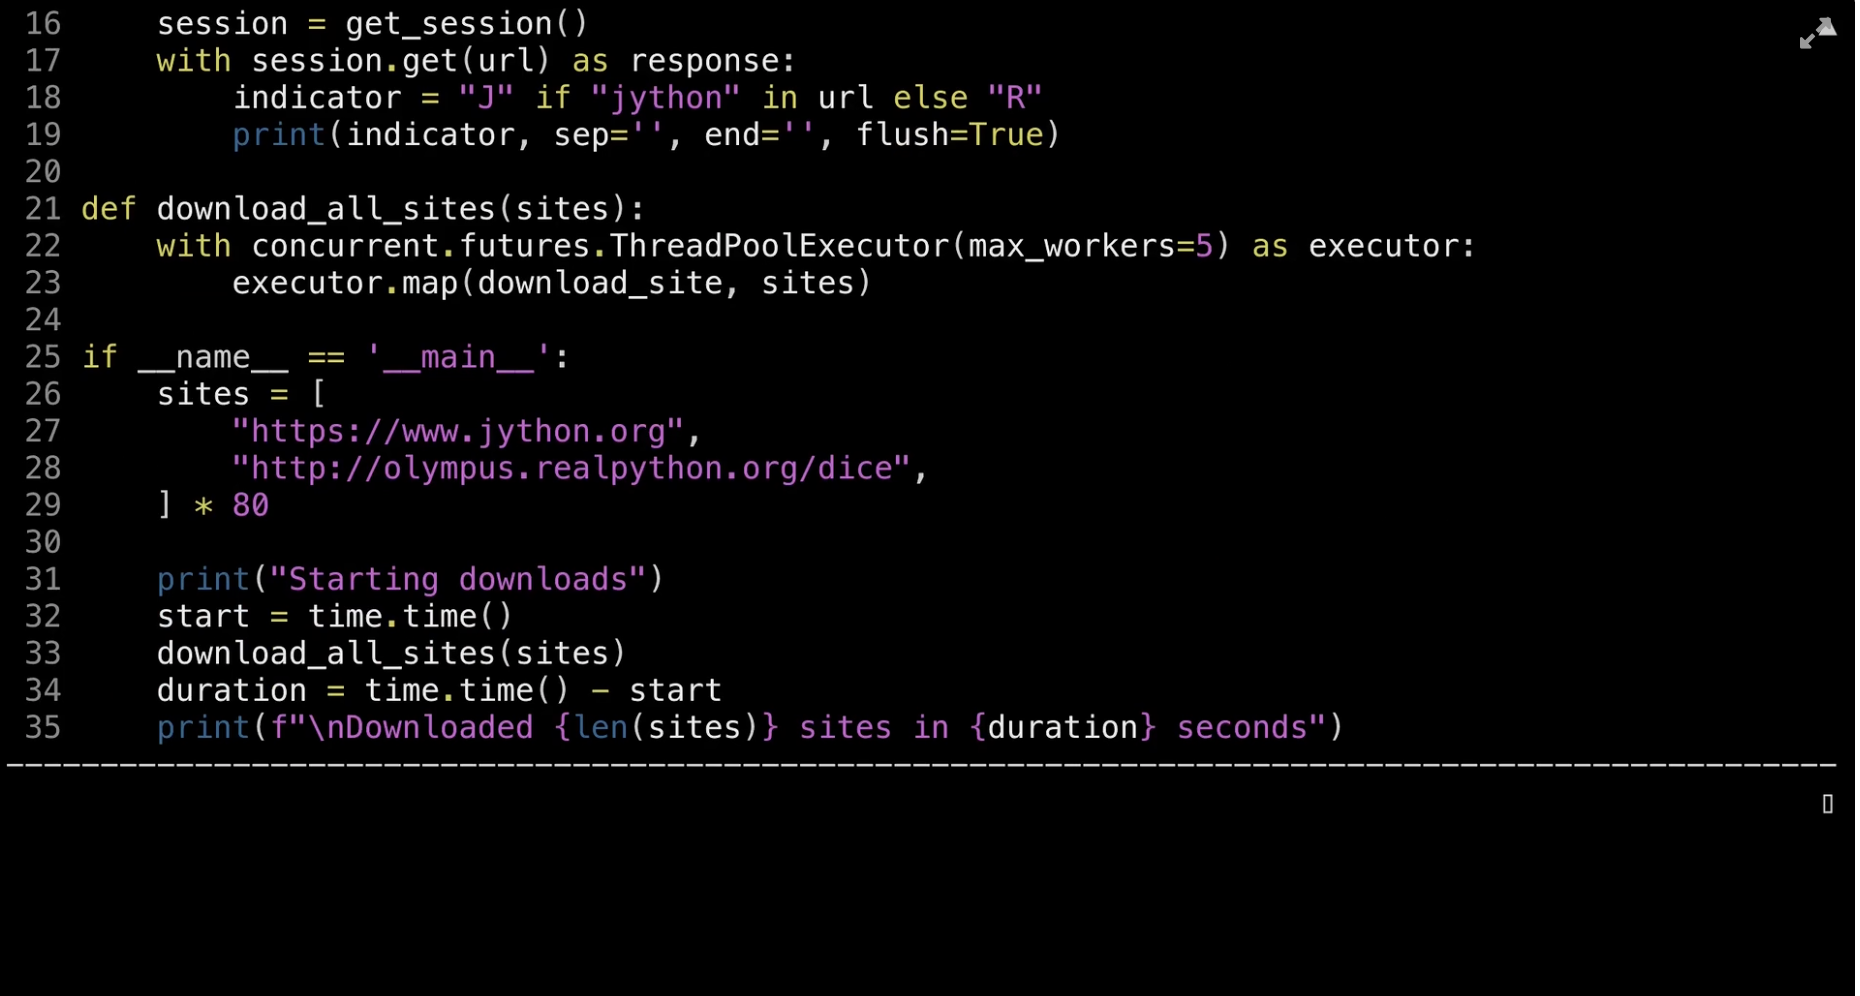 16     session = get_session()
17     with session.get(url) as response:
18         indicator = "J" if "jython" in url else "R"
19         print(indicator, sep='', end='', flush=True)
20
21 def download_all_sites(sites):
22     with concurrent.futures.ThreadPoolExecutor(max_workers=5) as executor:
23         executor.map(download_site, sites)
24
25 if __name__ == '__main__':
26     sites = [
27         "https://www.jython.org",
28         "http://olympus.realpython.org/dice",
29     ] * 80
30
31     print("Starting downloads")
32     start = time.time()
33     download_all_sites(sites)
34     duration = time.time() - start
35     print(f"\nDownloaded {len(sites)} sites in {duration} seconds")